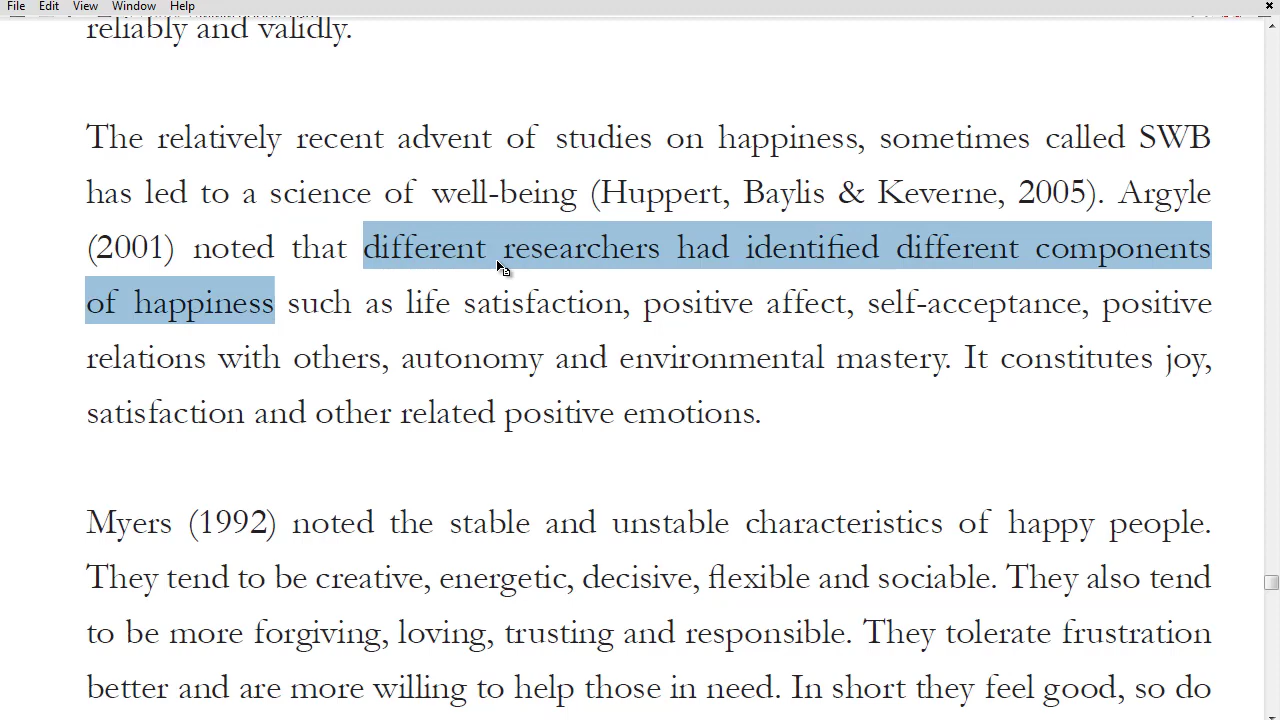 File Edit View Window Help
reliably and validly.
The relatively recent advent of studies on happiness, sometimes called SWB
has led to a science of well-being (Huppert, Baylis & Keverne, 2005). Argyle
(2001) noted that different researchers had identified different components
of happiness such as life satisfaction, positive affect, self-acceptance, positive
relations with others, autonomy and environmental mastery. It constitutes joy,
satisfaction and other related positive emotions.
Myers (1992) noted the stable and unstable characteristics of happy people.
They tend to be creative, energetic, decisive, flexible and sociable. They also tend
to be more forgiving, loving, trusting and responsible. They tolerate frustration
better and are more willing to help those in need. In short they feel good, so do